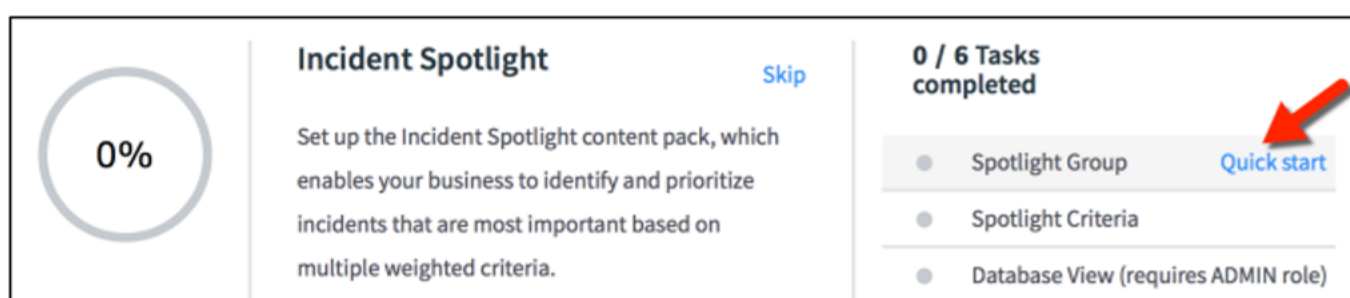 0%
Incident Spotlight
Skip
Set up the Incident Spotlight content pack, which
enables your business to identify and prioritize
incidents that are most important based on
multiple weighted criteria.
0 / 6 Tasks
completed
Spotlight Group Quick start
Spotlight Criteria
Database View (requires ADMIN role)